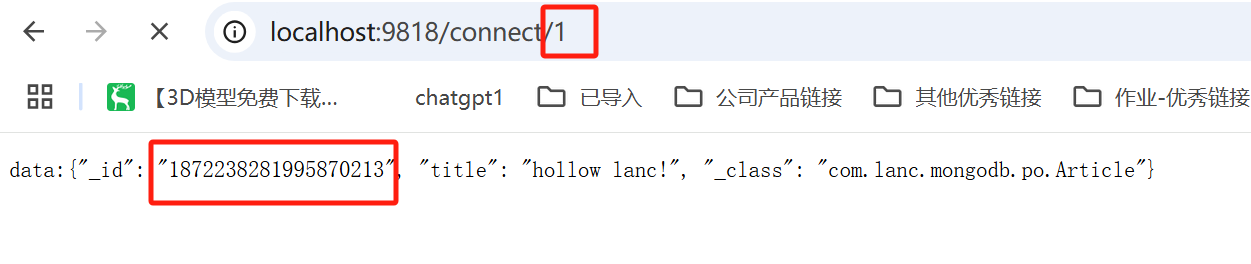 localhost:9818/connect/1
【3D模型免费下载... chatgpt1 已导入 公司产品链接 其他优秀链接 作业-优秀链接
data:{"_id": "1872238281995870213", "title": "hollow lanc!", "_class": "com.lanc.mongodb.po.Article"}